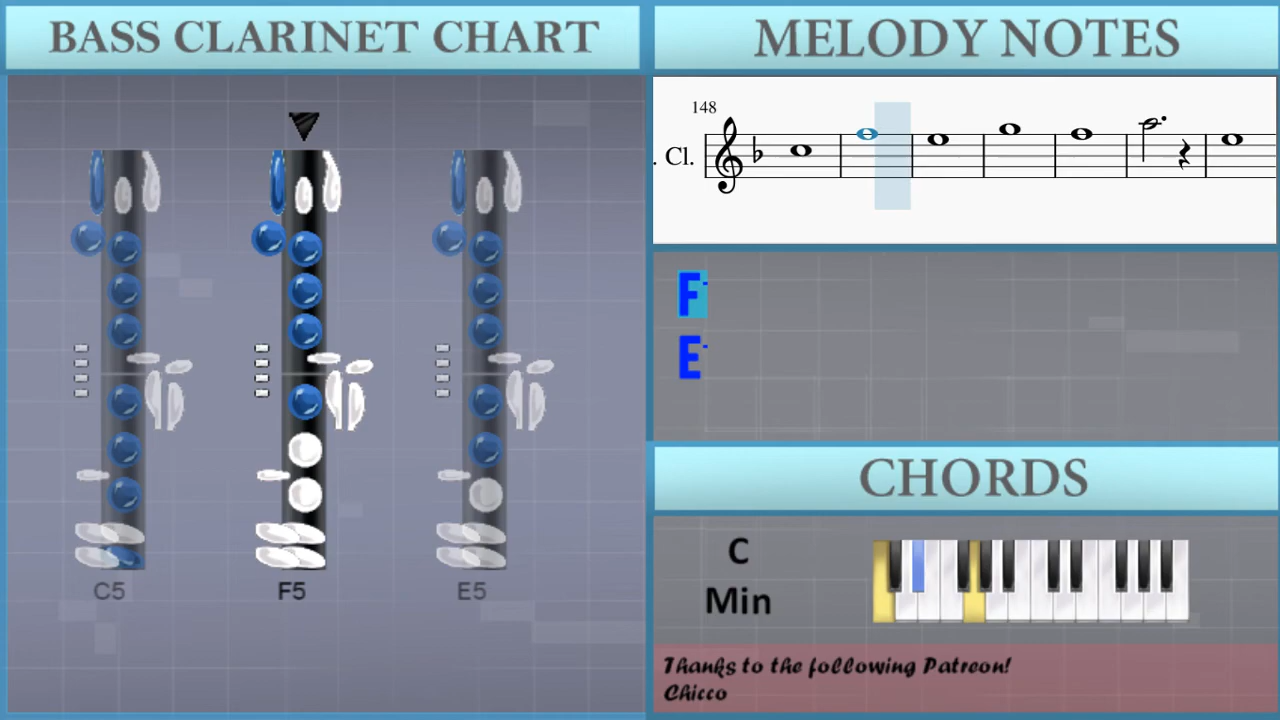 BASS CLARINET CHART
C5
F5
E5
MELODY NOTES
148
. Cl.
F
E
CHORDS
C
Min
Thanks to the following Patreon!
Chicco